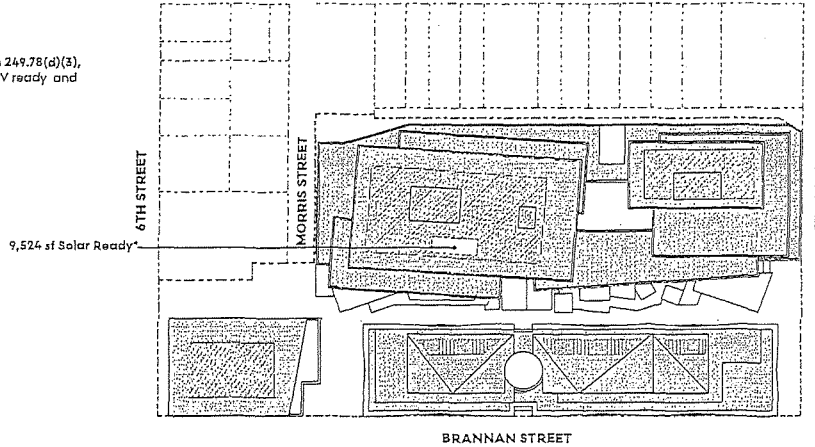 249.78(d)(3),
V ready and
6TH STREET
MORRIS STREET
9,524 sf Solar Ready*
BRANNAN STREET